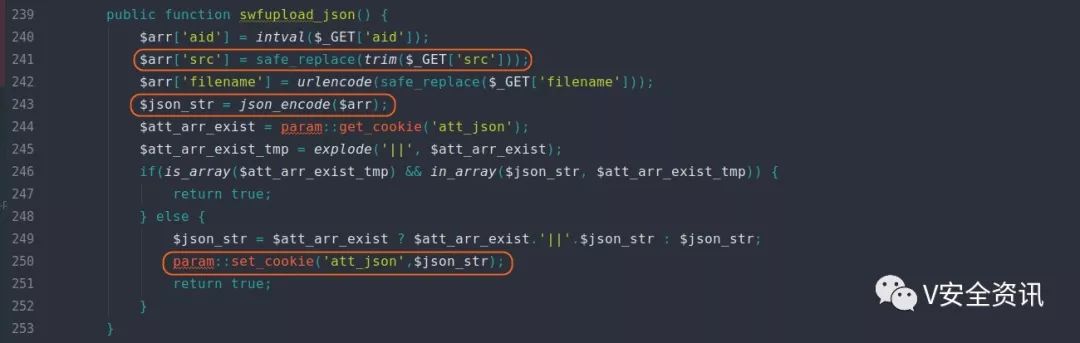 239 public function swfupload_json() {
240 $arr['aid'] = intval($_GET['aid']);
241 $arr['src'] = safe_replace(trim($_GET['src']));
242 $arr['filename'] = urlencode(safe_replace($_GET['filename']));
243 $json_str = json_encode($arr);
244 $att_arr_exist = param::get_cookie('att_json');
245 $att_arr_exist_tmp = explode('||', $att_arr_exist);
246 if(is_array($att_arr_exist_tmp) && in_array($json_str, $att_arr_exist_tmp)) {
247 return true;
248 } else {
249 $json_str = $att_arr_exist ? $att_arr_exist.'||'.$json_str : $json_str;
250 param::set_cookie('att_json',$json_str);
251 return true;
252 }
253 }
V安全资讯